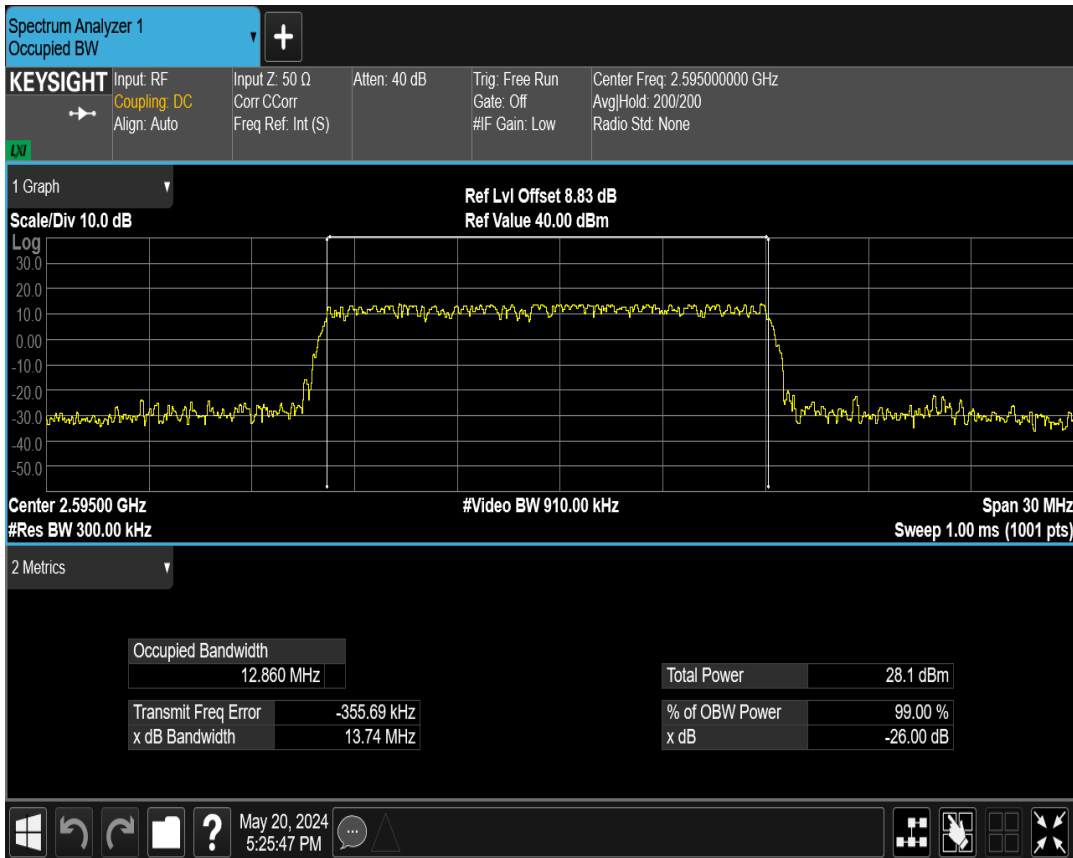 Spectrum Analyzer 1
Occupied BW
+
KEYSIGHT
LXI
Input: RF
Coupling: DC
Align: Auto
Input Z: 50 Ω
Corr CCorr
Freq Ref: Int (S)
Atten: 40 dB
Trig: Free Run
Gate: Off
#IF Gain: Low
Center Freq: 2.595000000 GHz
Avg|Hold: 200/200
Radio Std: None
1 Graph
Scale/Div 10.0 dB
Ref Lvl Offset 8.83 dB
Ref Value 40.00 dBm
Log
30.0
20.0
10.0
0.00
-10.0
-20.0
-30.0
-40.0
-50.0
Center 2.59500 GHz
#Video BW 910.00 kHz
Span 30 MHz
#Res BW 300.00 kHz
Sweep 1.00 ms (1001 pts)
2 Metrics
Occupied Bandwidth
12.860 MHz
Total Power 28.1 dBm
Transmit Freq Error -355.69 kHz
% of OBW Power 99.00 %
x dB Bandwidth 13.74 MHz
x dB -26.00 dB
?
May 20, 2024
5:25:47 PM